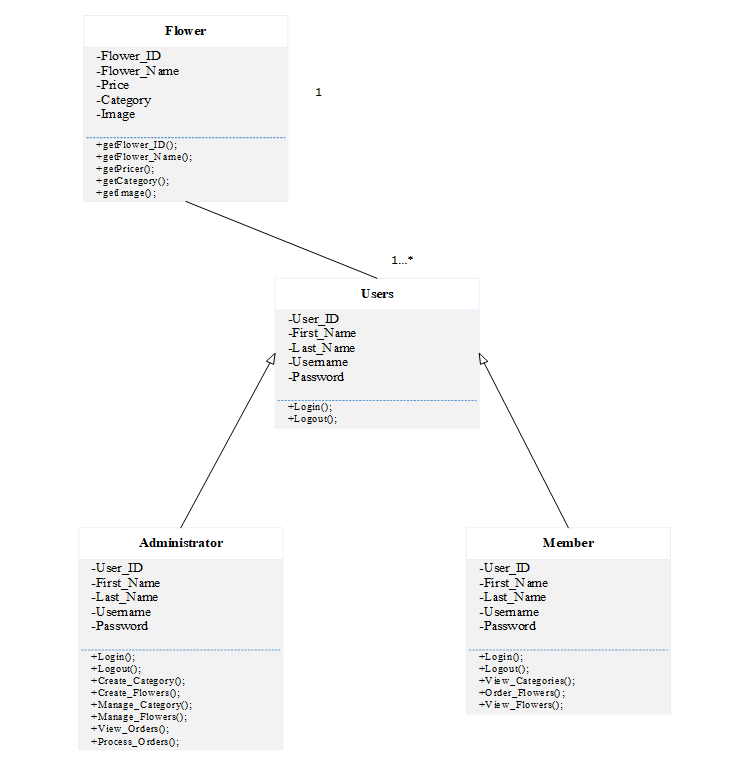 Flower
-Flower_ID
-Flower_Name
-Price
-Category
-Image
+getFlower_ID();
+getFlower_Name();
+getPricer();
+getCategory();
+getImage();
1
1...*
Users
-User_ID
-First_Name
-Last_Name
-Username
-Password
+Login();
+Logout();
Administrator
-User_ID
-First_Name
-Last_Name
-Username
-Password
+Login();
+Logout();
+Create_Category();
+Create_Flowers();
+Manage_Category();
+Manage_Flowers();
+View_Orders();
+Process_Orders();
Member
-User_ID
-First_Name
-Last_Name
-Username
-Password
+Login();
+Logout();
+View_Categories();
+Order_Flowers();
+View_Flowers();